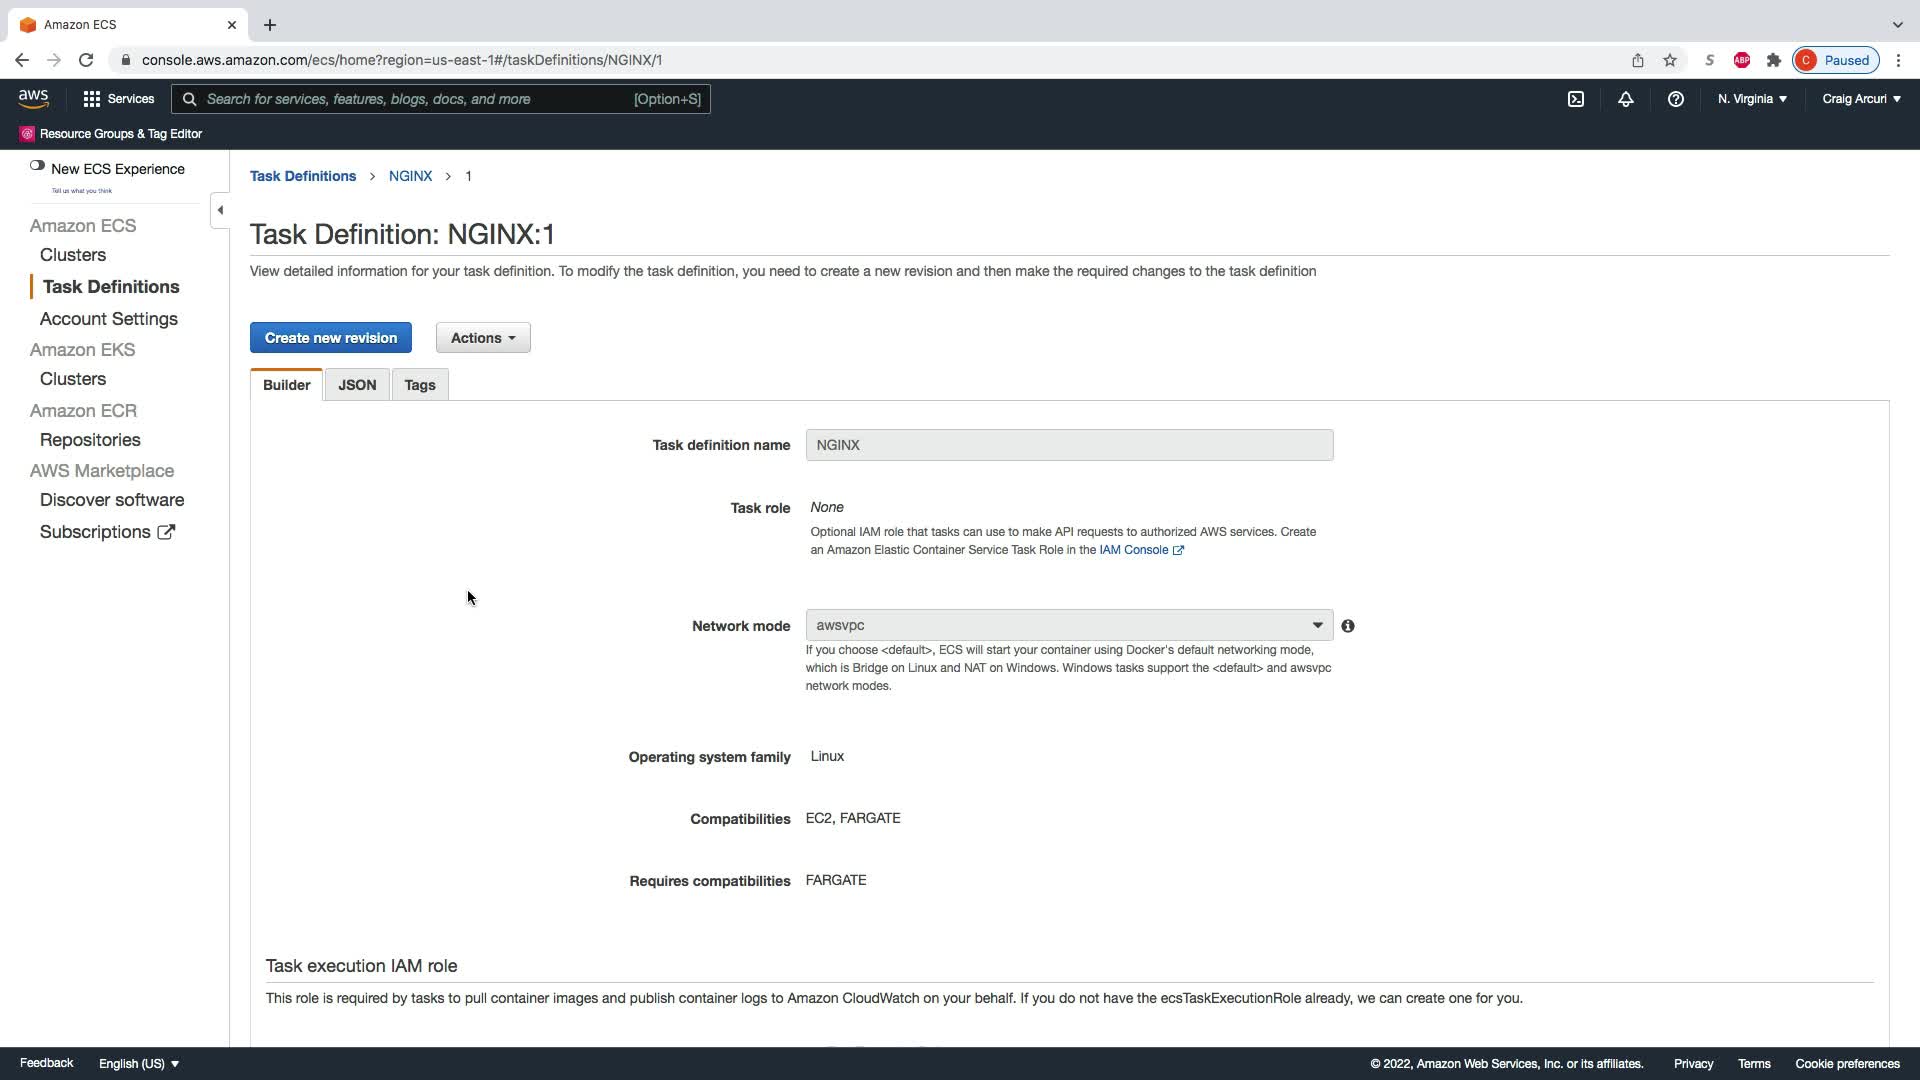 Amazon ECS
console.aws.amazon.com/ecs/home?region=us-east-1#/taskDefinitions/NGINX/1
S
ABP
C Paused
aws
Services
Search for services, features, blogs, docs, and more [Option+S]
N. Virginia
Craig Arcuri
Resource Groups & Tag Editor
New ECS Experience
Tell us what you think
Amazon ECS
Clusters
Task Definitions
Account Settings
Amazon EKS
Clusters
Amazon ECR
Repositories
AWS Marketplace
Discover software
Subscriptions
Task Definitions > NGINX > 1
Task Definition: NGINX:1
View detailed information for your task definition. To modify the task definition, you need to create a new revision and then make the required changes to the task definition
Create new revision
Actions
Builder
JSON
Tags
Task definition name NGINX
Task role None
Optional IAM role that tasks can use to make API requests to authorized AWS services. Create
an Amazon Elastic Container Service Task Role in the IAM Console
Network mode awsvpc
If you choose <default>, ECS will start your container using Docker's default networking mode,
which is Bridge on Linux and NAT on Windows. Windows tasks support the <default> and awsvpc
network modes.
Operating system family Linux
Compatibilities EC2, FARGATE
Requires compatibilities FARGATE
Task execution IAM role
This role is required by tasks to pull container images and publish container logs to Amazon CloudWatch on your behalf. If you do not have the ecsTaskExecutionRole already, we can create one for you.
Feedback
English (US)
© 2022, Amazon Web Services, Inc. or its affiliates.
Privacy
Terms
Cookie preferences